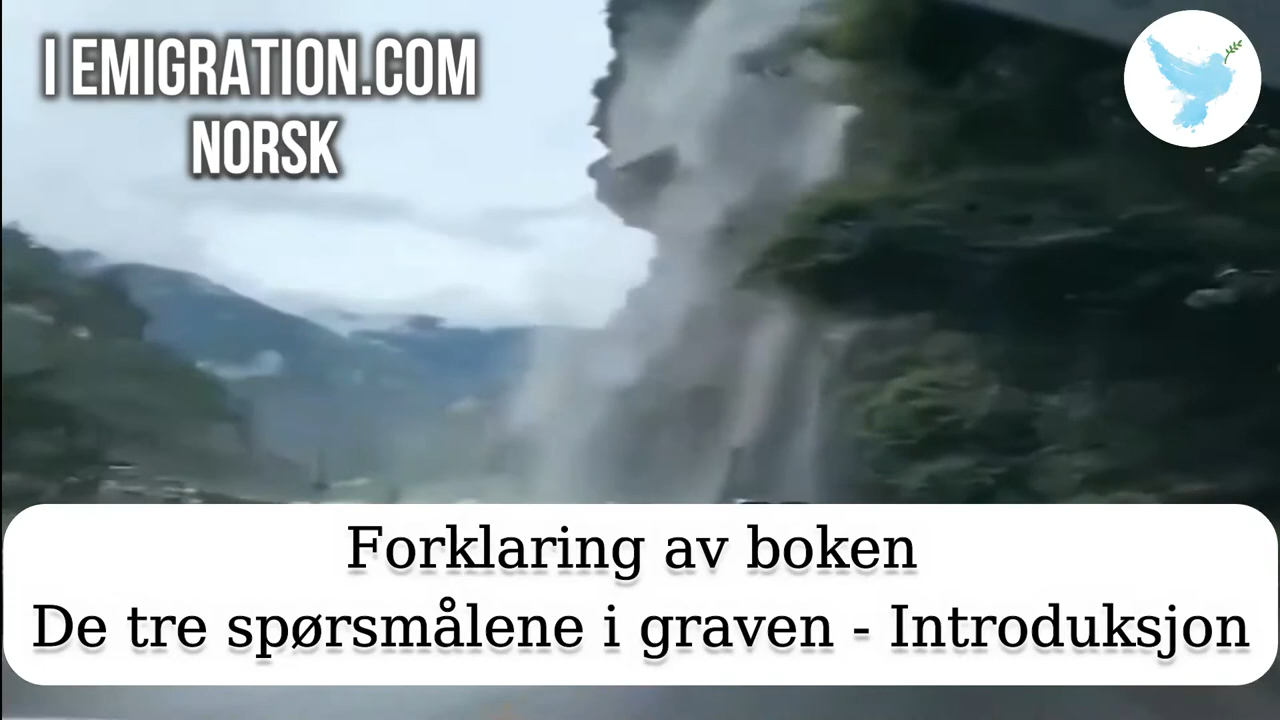 I EMIGRATION.COM
NORSK
Forklaring av boken
De tre spørsmålene i graven - Introduksjon